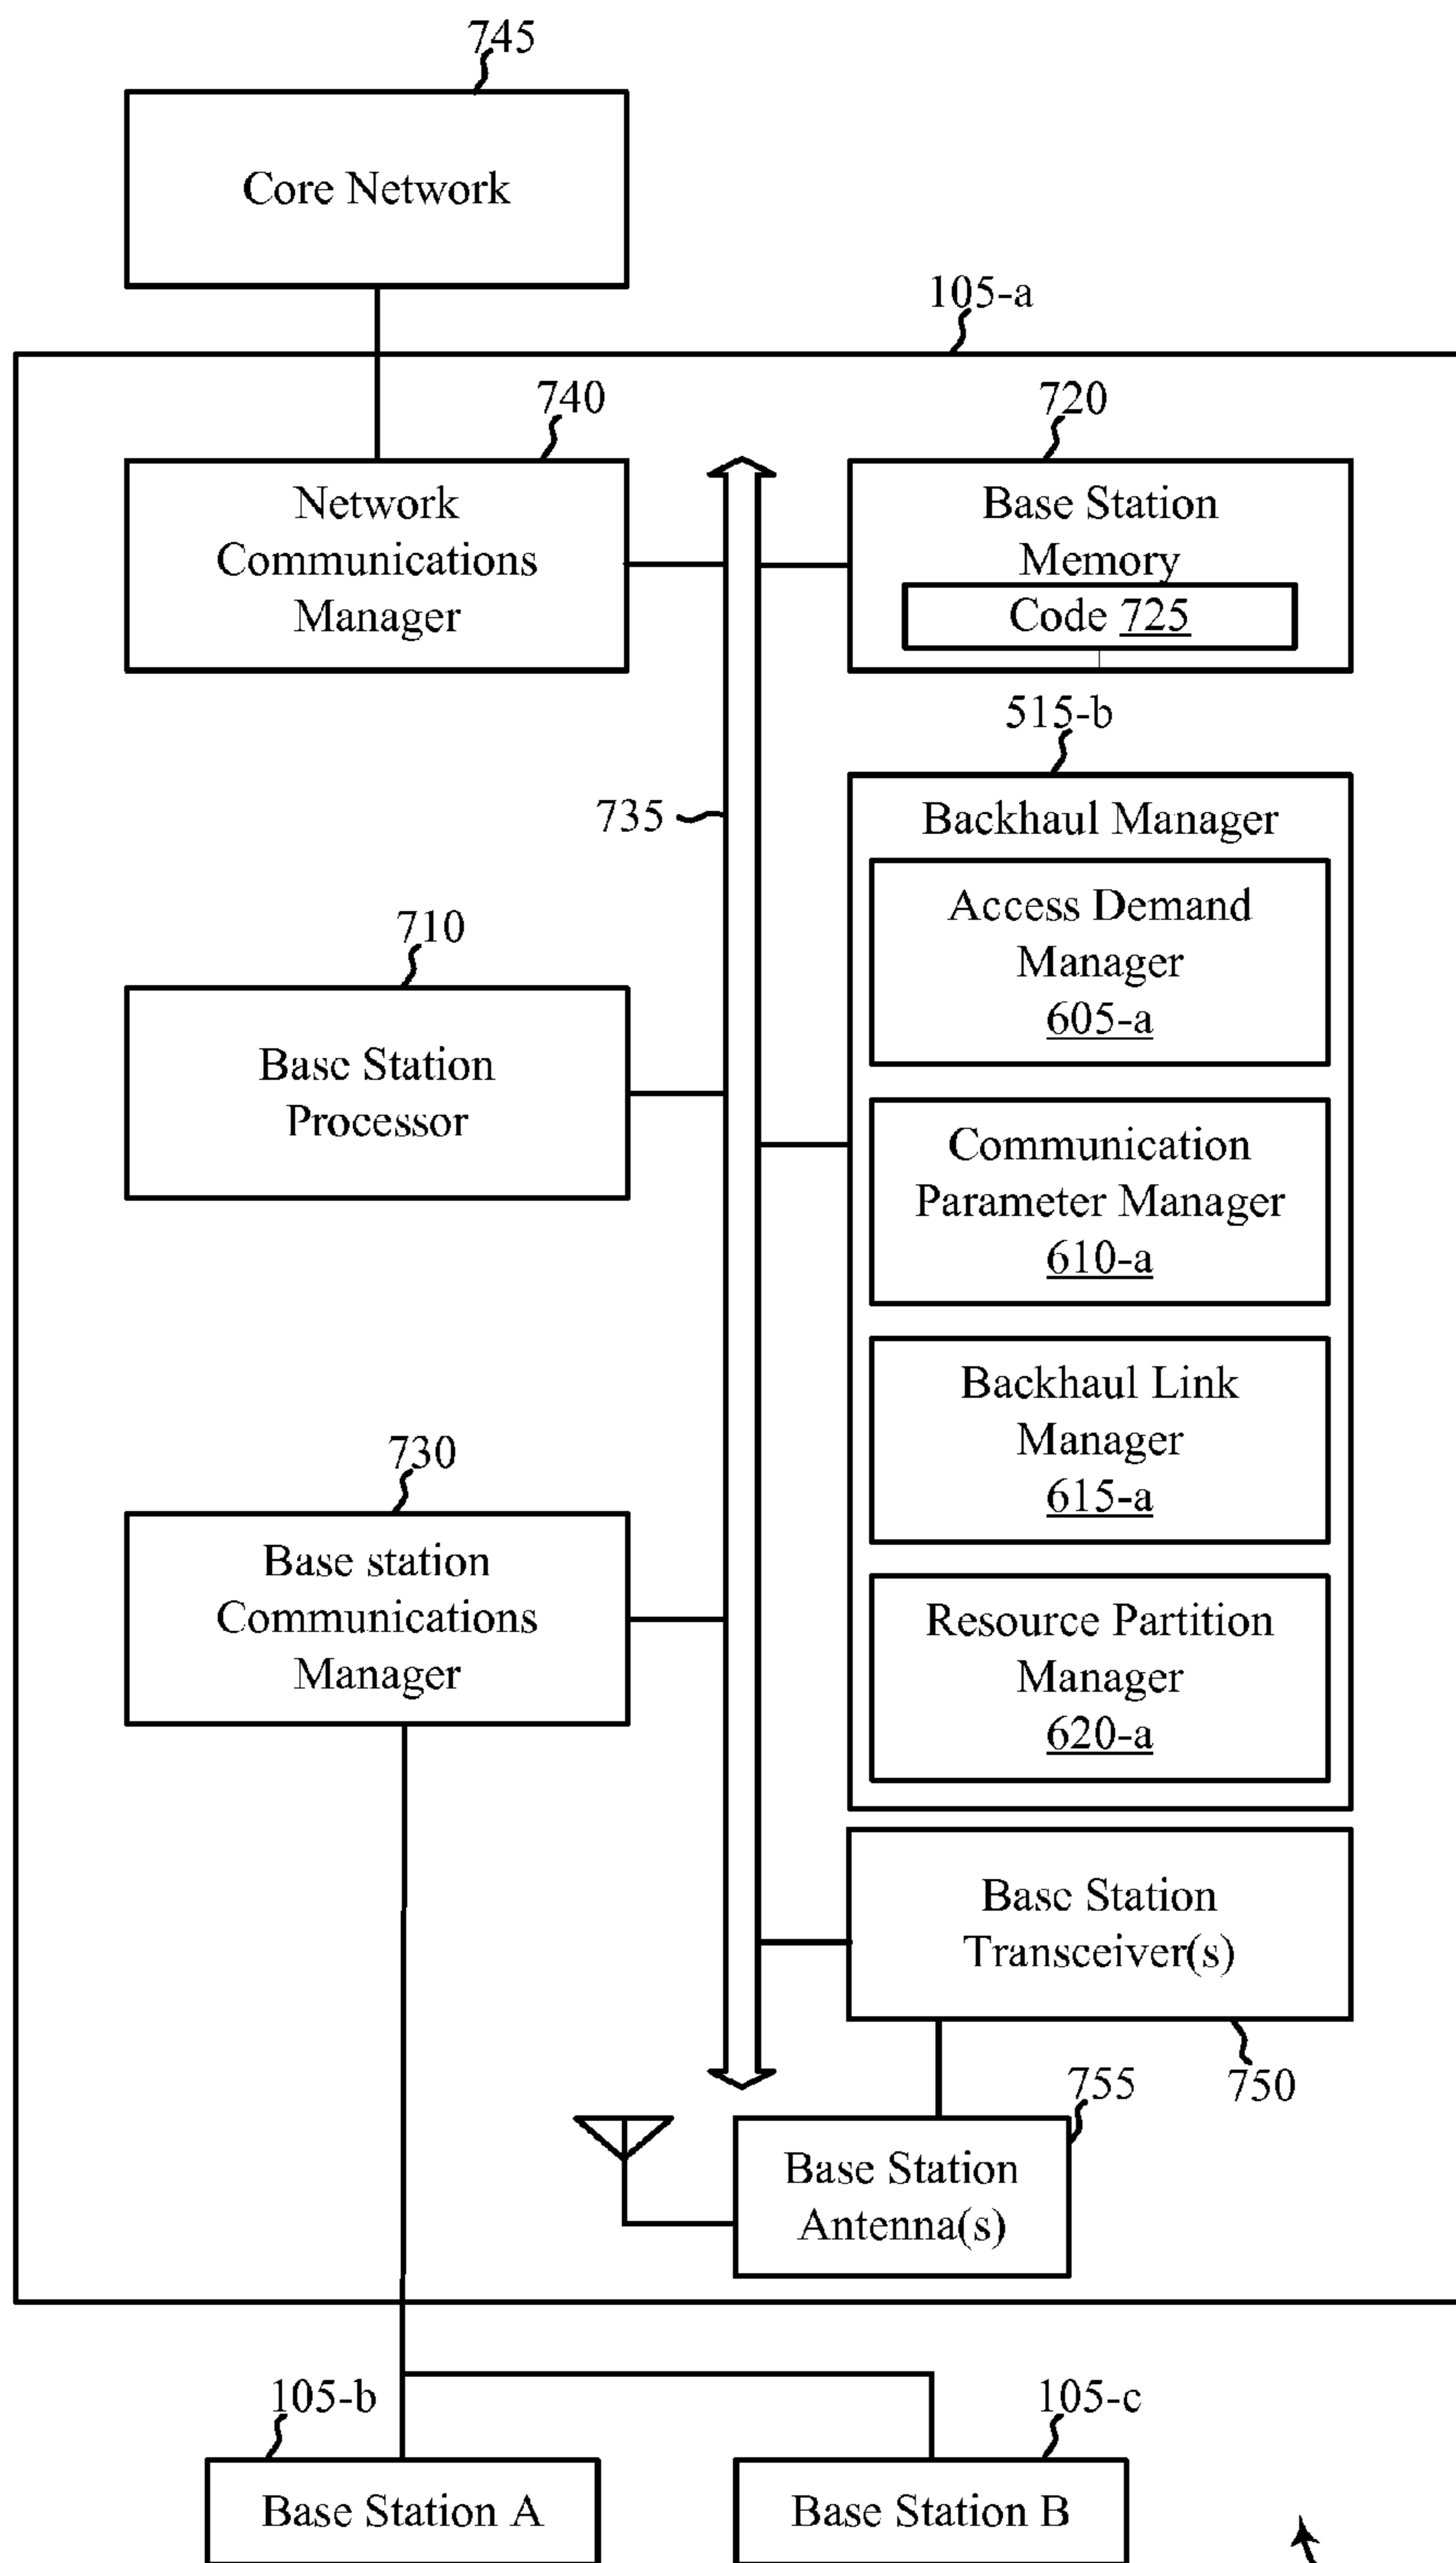 745
Core Network
105-a
740
720
Network
Communications
Manager
Base Station
Memory
Code 725
515-b
735
Backhaul Manager
Access Demand
Manager
605-a
710
Base Station
Processor
Communication
Parameter Manager
610-a
Backhaul Link
Manager
615-a
730
Base station
Communications
Manager
Resource Partition
Manager
620-a
Base Station
Transceiver(s)
750
755
Base Station
Antenna(s)
105-b
105-c
Base Station A
Base Station B